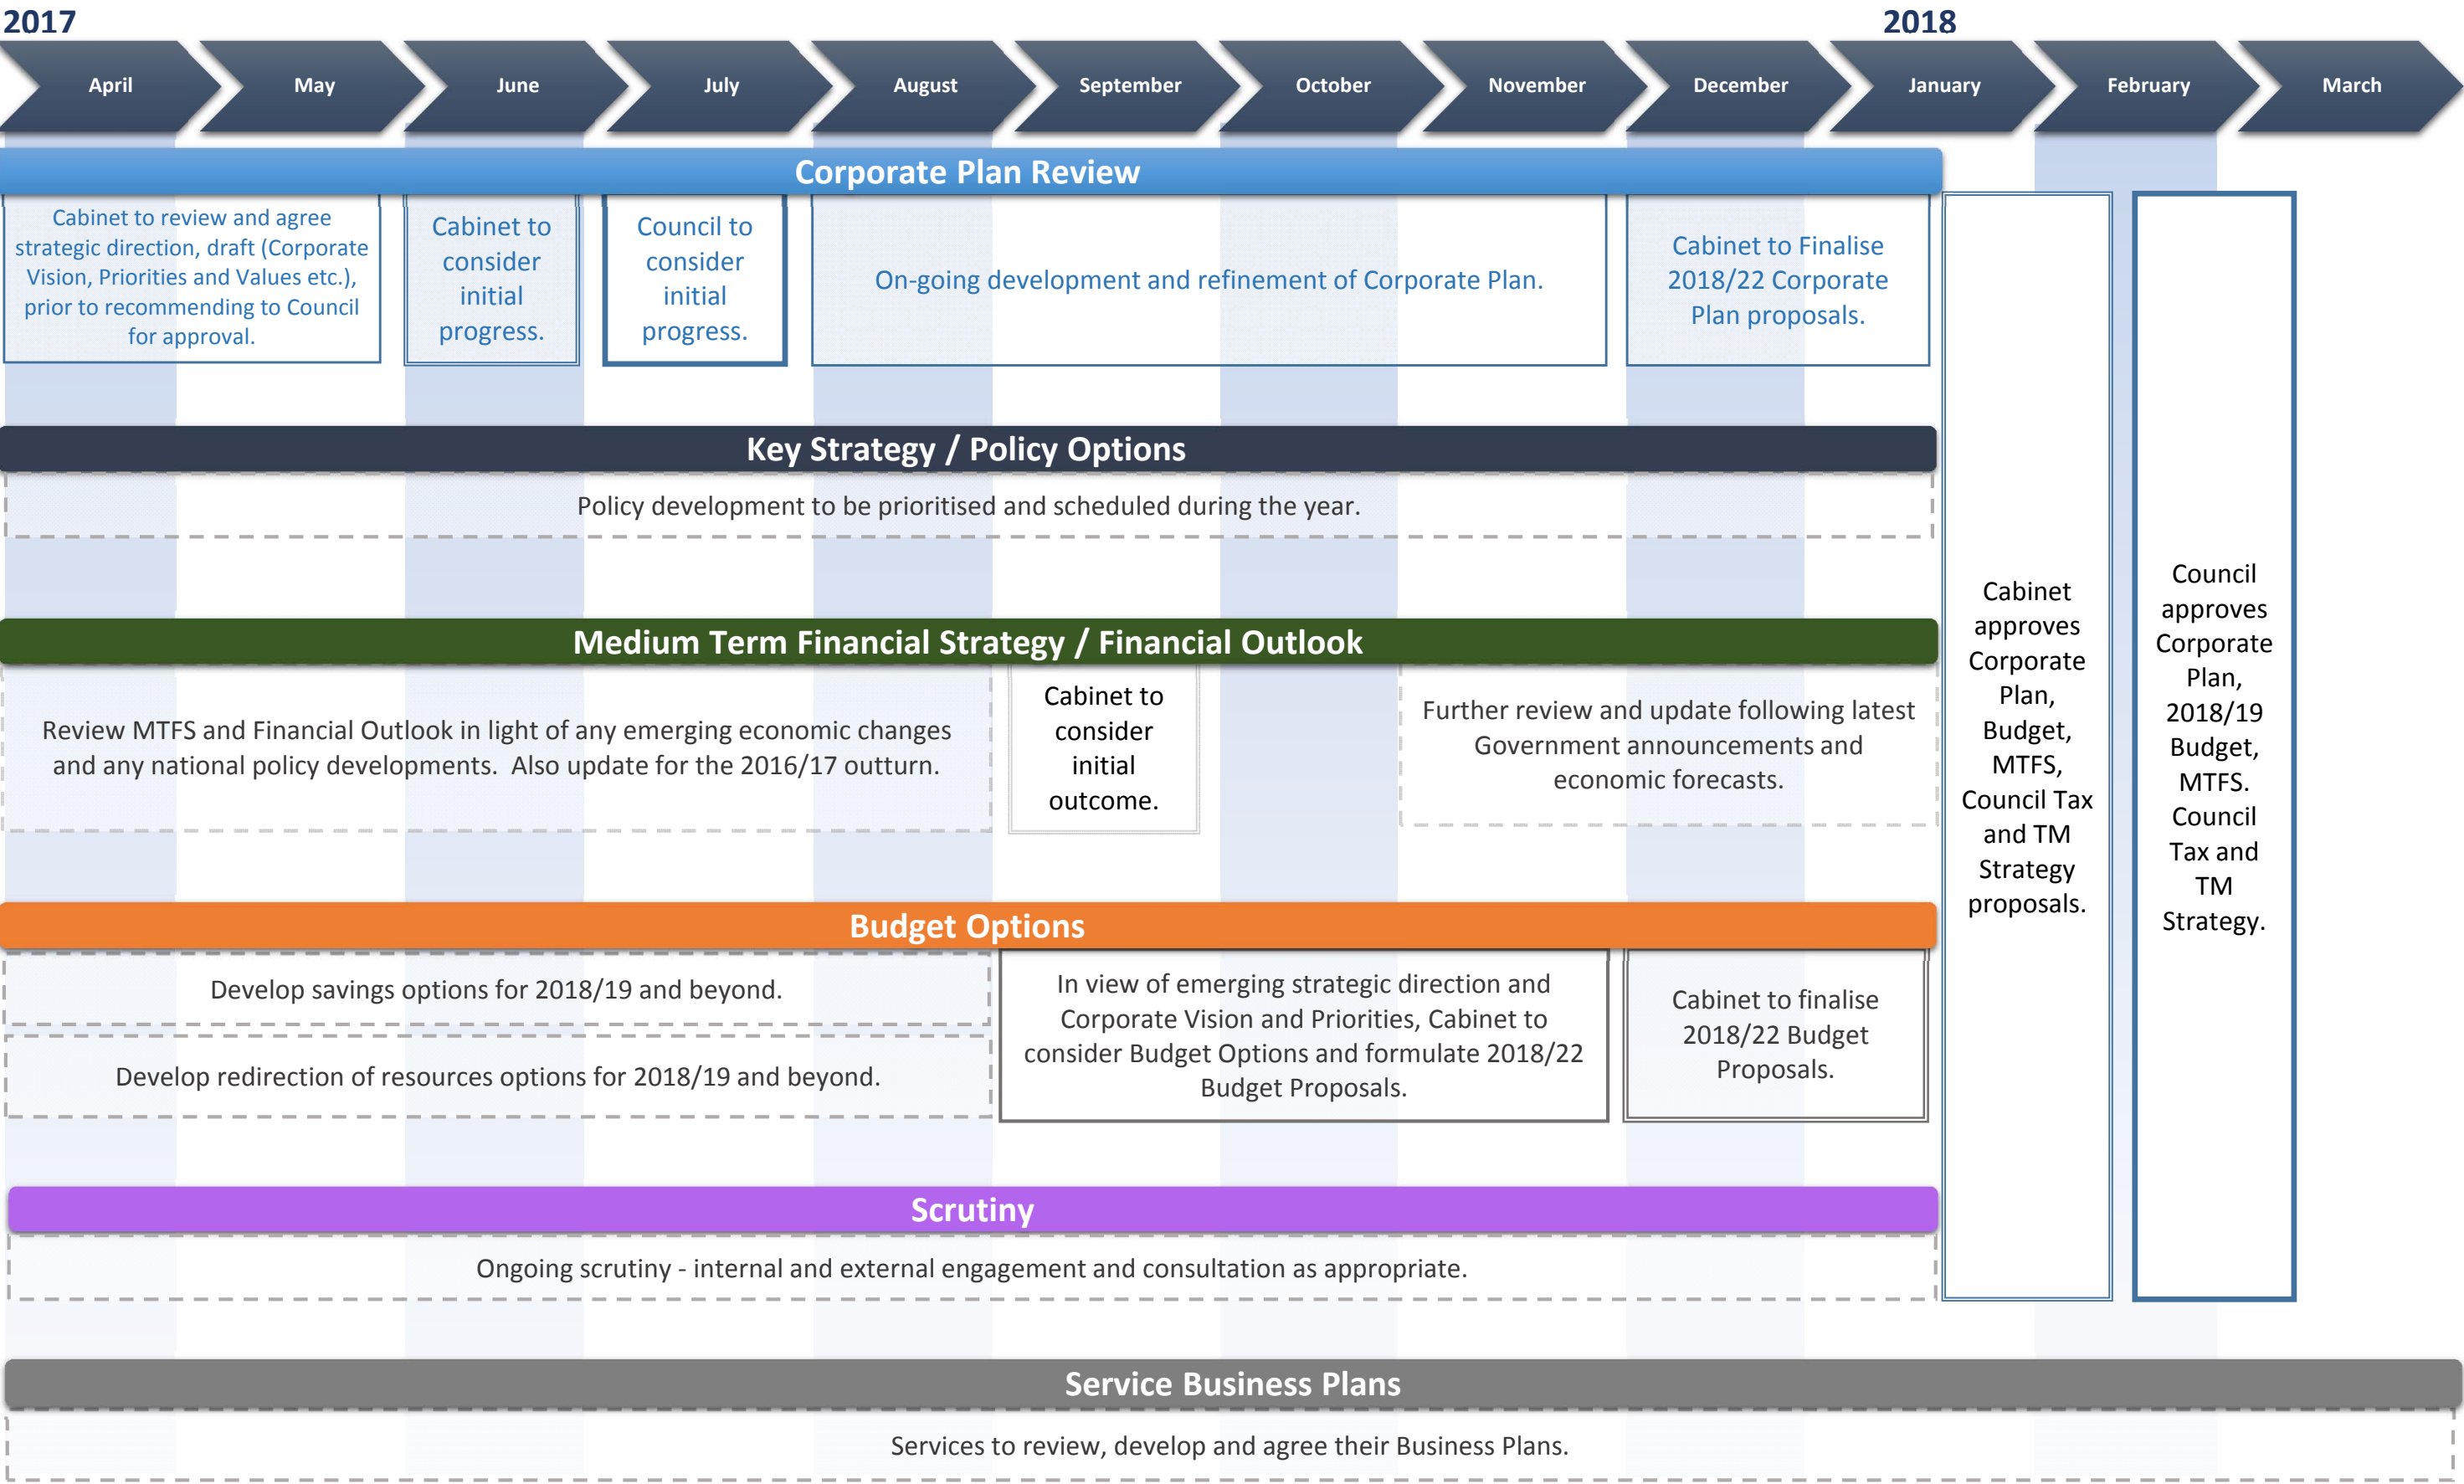 2017
2018
April
May
June
July
August
September
October
November
December
January
February
March
Corporate Plan Review
Cabinet to review and agree
strategic direction, draft (Corporate
Vision, Priorities and Values etc.),
prior to recommending to Council
for approval.
Cabinet to
consider
initial
progress.
Council to
consider
initial
progress.
On-going development and refinement of Corporate Plan.
Cabinet to Finalise
2018/22 Corporate
Plan proposals.
Key Strategy / Policy Options
Policy development to be prioritised and scheduled during the year.
Medium Term Financial Strategy / Financial Outlook
Review MTFS and Financial Outlook in light of any emerging economic changes
and any national policy developments.  Also update for the 2016/17 outturn.
Cabinet to
consider
initial
outcome.
Further review and update following latest
Government announcements and
economic forecasts.
Budget Options
Develop savings options for 2018/19 and beyond.
Develop redirection of resources options for 2018/19 and beyond.
In view of emerging strategic direction and
Corporate Vision and Priorities, Cabinet to
consider Budget Options and formulate 2018/22
Budget Proposals.
Cabinet to finalise
2018/22 Budget
Proposals.
Scrutiny
Ongoing scrutiny - internal and external engagement and consultation as appropriate.
Cabinet
approves
Corporate
Plan,
Budget,
MTFS,
Council Tax
and TM
Strategy
proposals.
Council
approves
Corporate
Plan,
2018/19
Budget,
MTFS.
Council
Tax and
TM
Strategy.
Service Business Plans
Services to review, develop and agree their Business Plans.